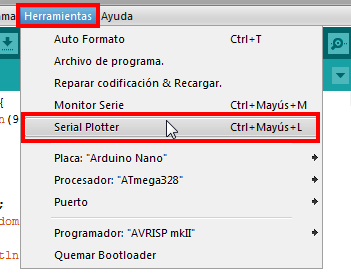 Herramientas Ayuda
Auto Formato Ctrl+T
Archivo de programa.
Reparar codificación & Recargar.
Monitor Serie Ctrl+Mayús+M
Serial Plotter Ctrl+Mayús+L
Placa: "Arduino Nano"
Procesador: "ATmega328"
Puerto
Programador: "AVRISP mkII"
Quemar Bootloader